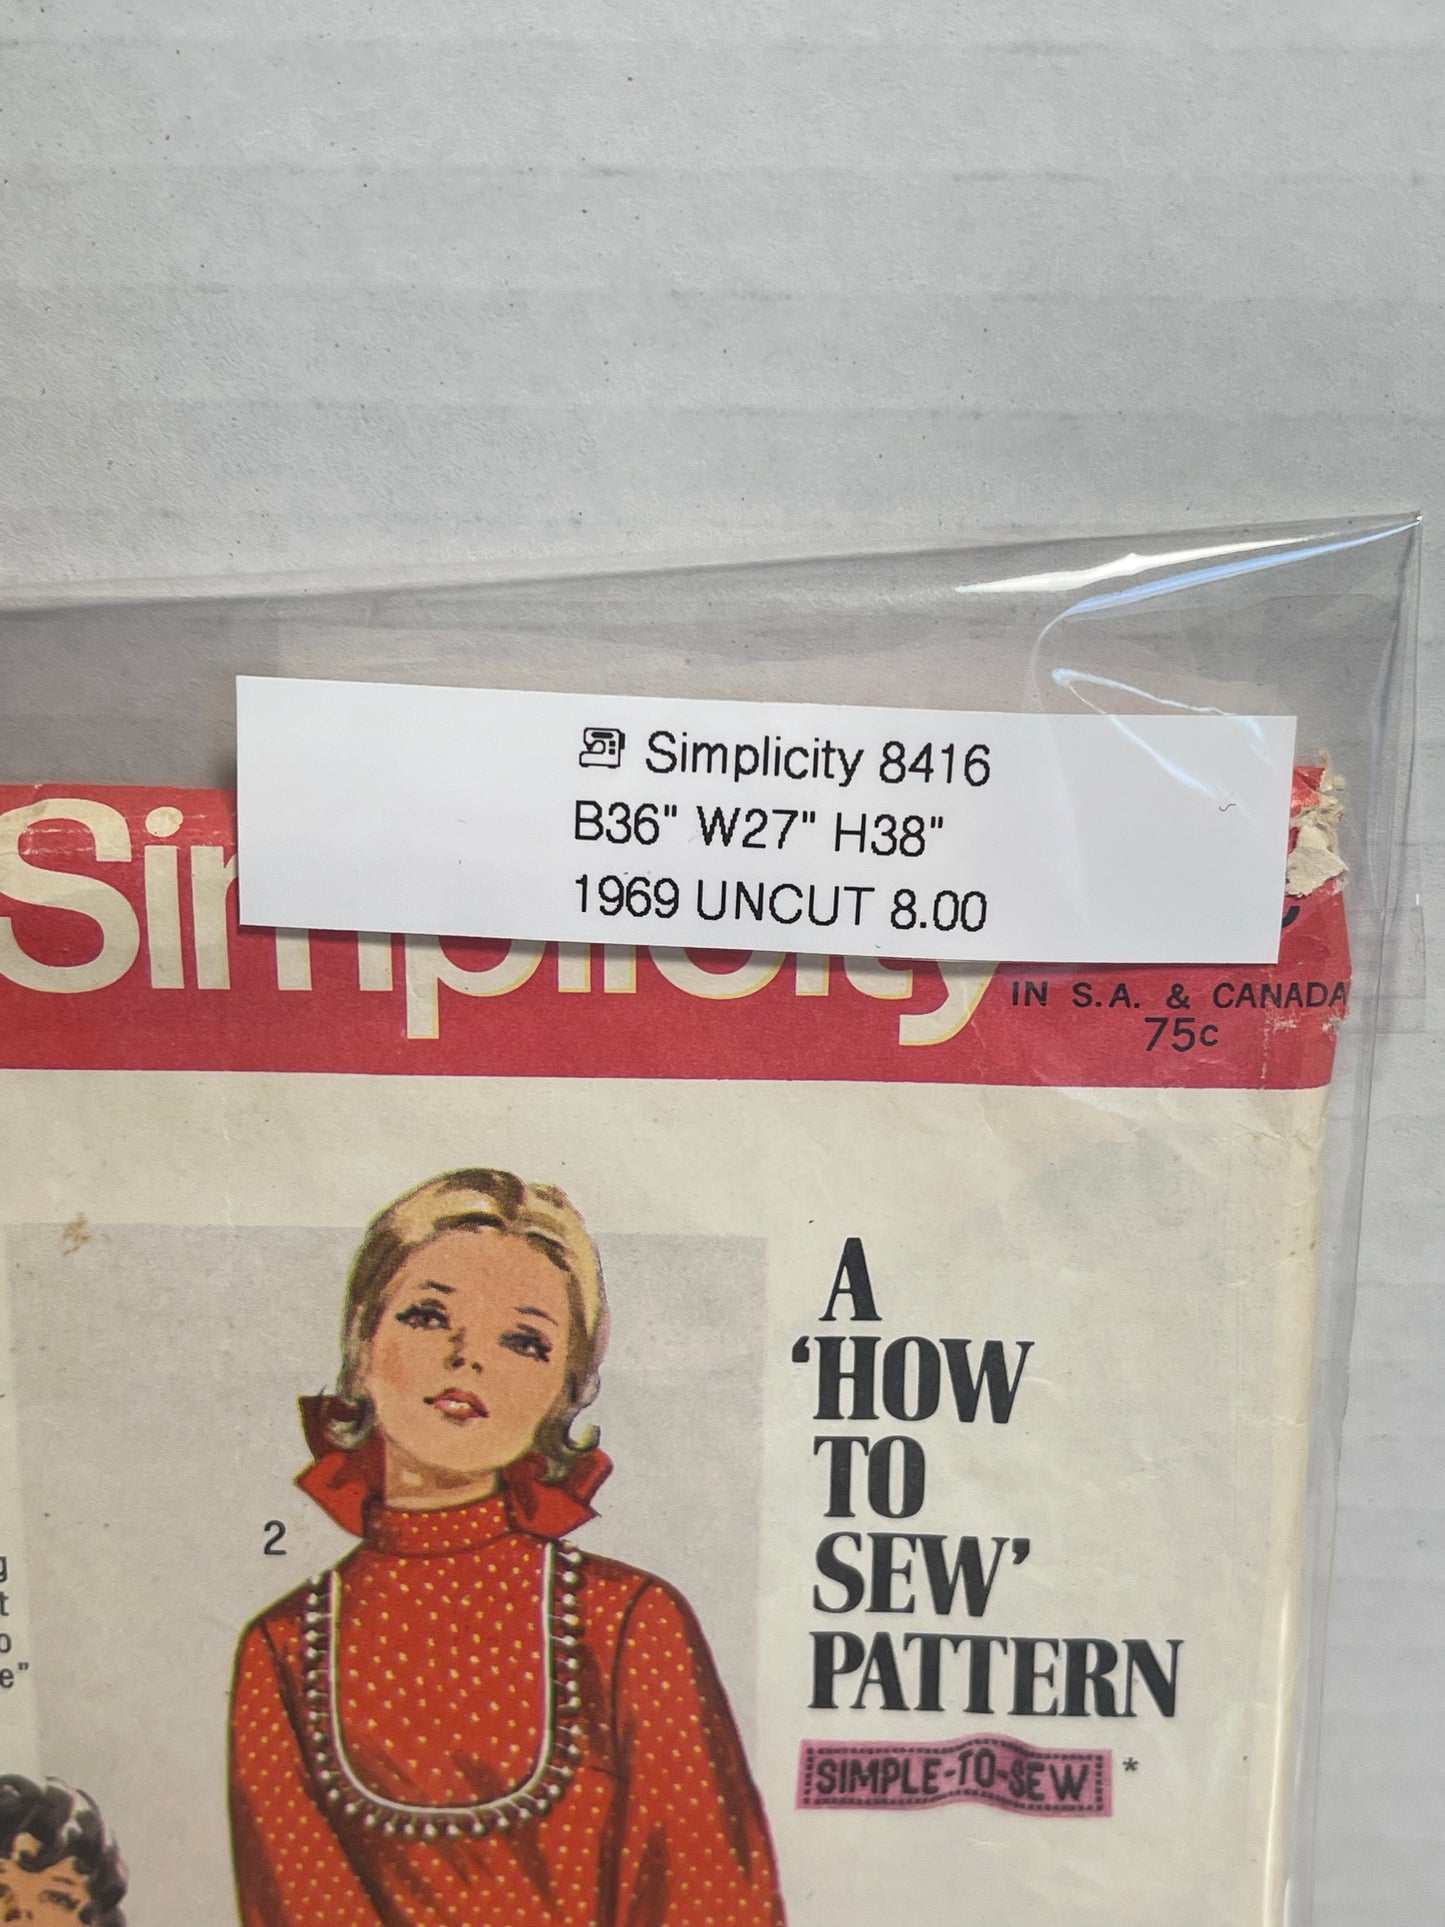 Simplicity 8416
B36" W27" H38"
1969 UNCUT 8.00
Simplicity
IN S.A. & CANADA
75c
A
‘HOW
TO
SEW’
PATTERN
SIMPLE-TO-SEW *
2
e”